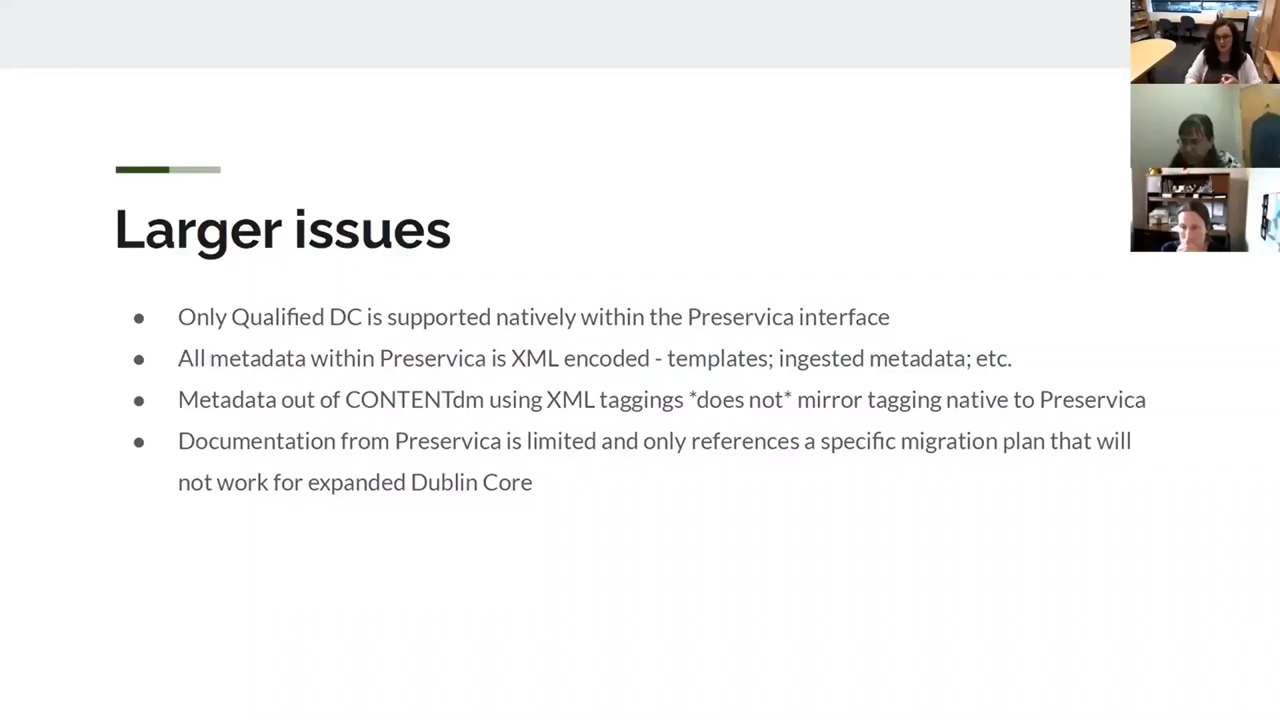 Larger issues
● Only Qualified DC is supported natively within the Preservica interface
● All metadata within Preservica is XML encoded - templates; ingested metadata; etc.
● Metadata out of CONTENTdm using XML taggings *does not* mirror tagging native to Preservica
● Documentation from Preservica is limited and only references a specific migration plan that will
not work for expanded Dublin Core